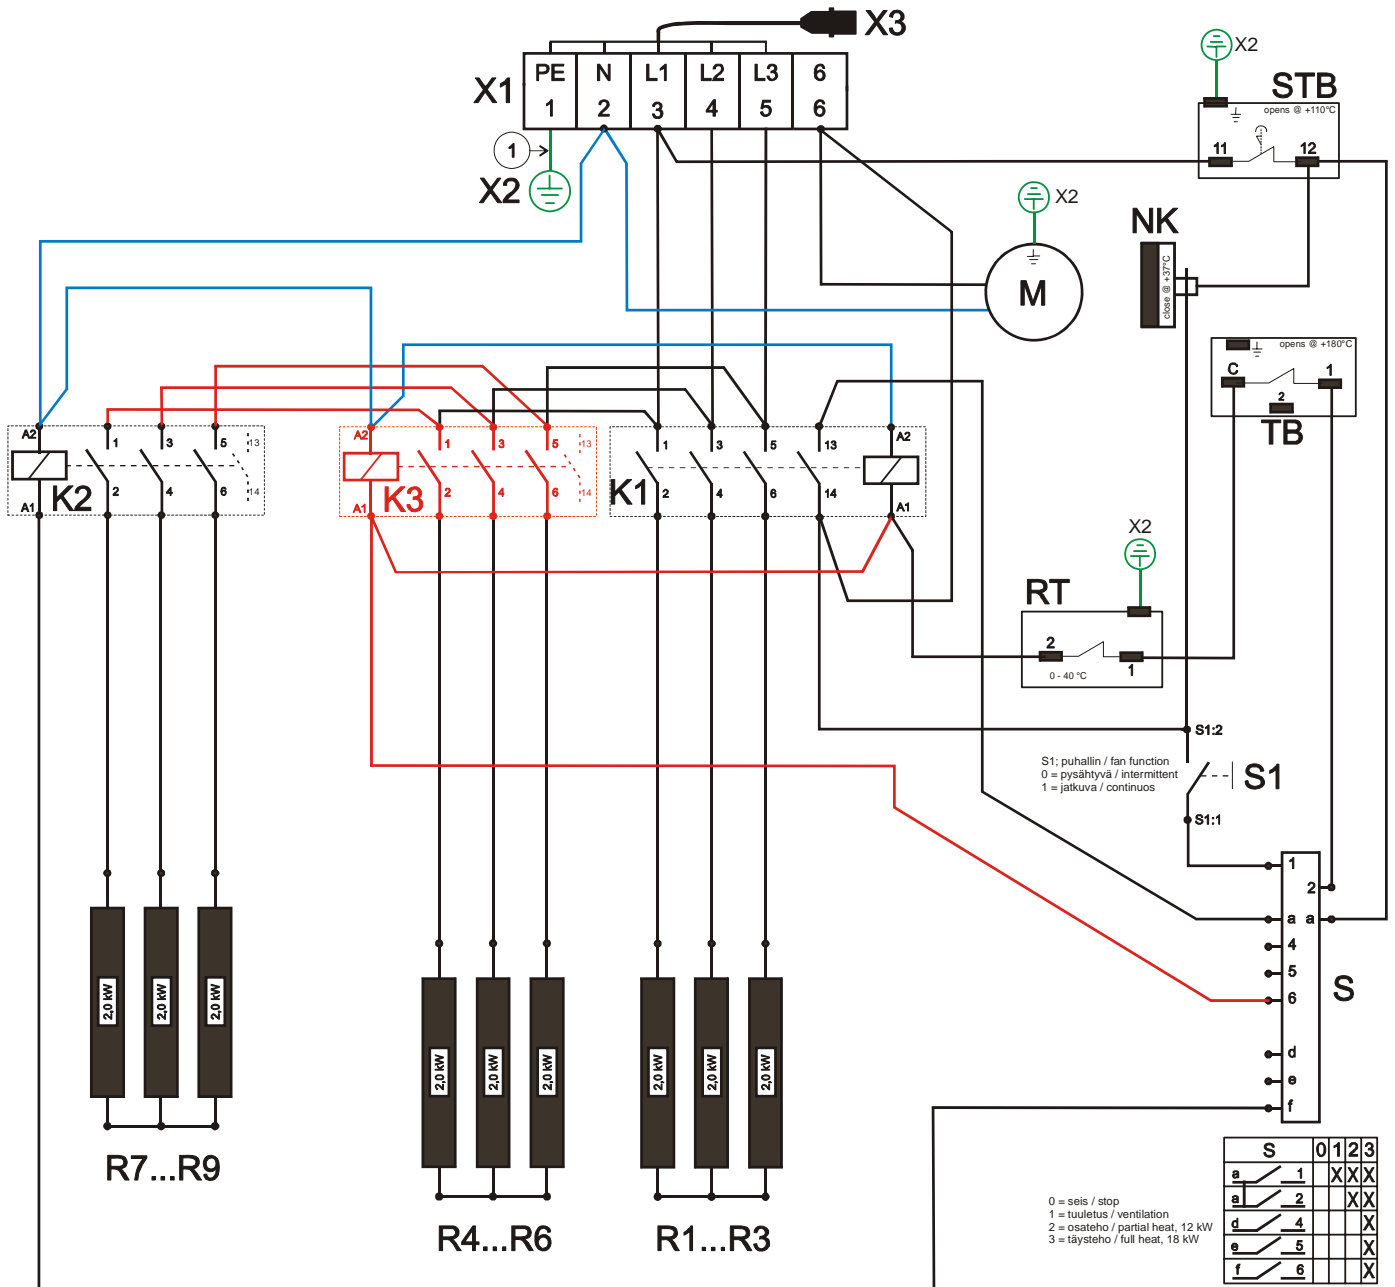 X3
X1
PE N L1 L2 L3 6
1 2 3 4 5 6
1
X2
X2
STB
opens @ +110°C
11 12
X2
M
NK
close @ +37°C
opens @ +180°C
C 1
2
TB
A2 1 3 5 13
K2
A1 2 4 6 14
A2 1 3 5 13
K3
A1 2 4 6 14
1 3 5 13 A2
K1
2 4 6 14 A1
X2
RT
2 1
0 - 40 °C
S1:2
S1; puhallin / fan function
0 = pysähtyvä / intermittent
1 = jatkuva / continuos
S1
S1:1
1
2
a a
4
5
6
d
e
f
S
2,0 kW 2,0 kW 2,0 kW
R7...R9
2,0 kW 2,0 kW 2,0 kW
R4...R6
2,0 kW 2,0 kW 2,0 kW
R1...R3
0 = seis / stop
1 = tuuletus / ventilation
2 = osateho / partial heat, 12 kW
3 = täysteho / full heat, 18 kW
S 0 1 2 3
a 1 X X X
a 2 X X
d 4 X
e 5 X
f 6 X